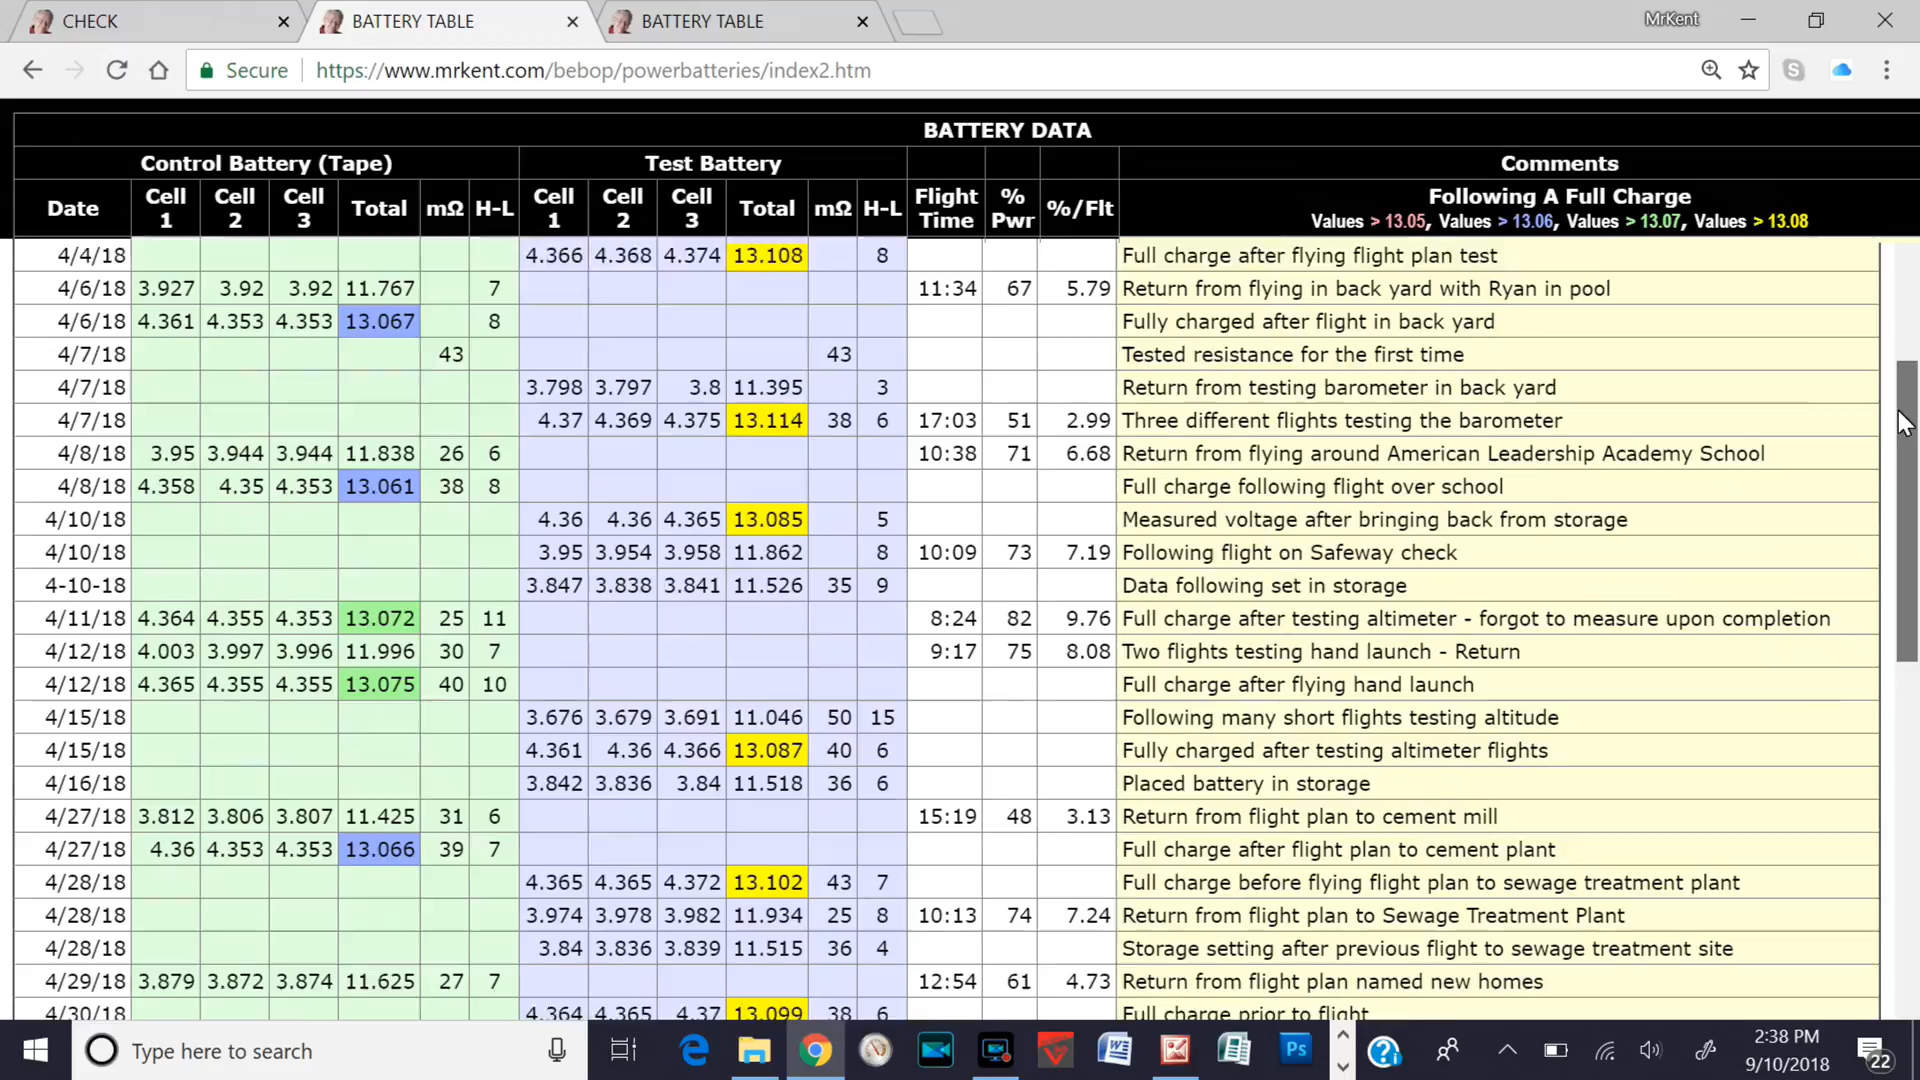 CHECK
BATTERY TABLE
BATTERY TABLE
MrKent
Secure
https://www.mrkent.com/bebop/powerbatteries/index2.htm
BATTERY DATA
Control Battery (Tape) Test Battery Comments
Date Cell 1 Cell 2 Cell 3 Total mΩ H-L Cell 1 Cell 2 Cell 3 Total mΩ H-L Flight Time % Pwr %/Flt Following A Full Charge
Values > 13.05, Values > 13.06, Values > 13.07, Values > 13.08
4/4/18 4.366 4.368 4.374 13.108 8 Full charge after flying flight plan test
4/6/18 3.927 3.92 3.92 11.767 7 11:34 67 5.79 Return from flying in back yard with Ryan in pool
4/6/18 4.361 4.353 4.353 13.067 8 Fully charged after flight in back yard
4/7/18 43 43 Tested resistance for the first time
4/7/18 3.798 3.797 3.8 11.395 3 Return from testing barometer in back yard
4/7/18 4.37 4.369 4.375 13.114 38 6 17:03 51 2.99 Three different flights testing the barometer
4/8/18 3.95 3.944 3.944 11.838 26 6 10:38 71 6.68 Return from flying around American Leadership Academy School
4/8/18 4.358 4.35 4.353 13.061 38 8 Full charge following flight over school
4/10/18 4.36 4.36 4.365 13.085 5 Measured voltage after bringing back from storage
4/10/18 3.95 3.954 3.958 11.862 8 10:09 73 7.19 Following flight on Safeway check
4-10-18 3.847 3.838 3.841 11.526 35 9 Data following set in storage
4/11/18 4.364 4.355 4.353 13.072 25 11 8:24 82 9.76 Full charge after testing altimeter - forgot to measure upon completion
4/12/18 4.003 3.997 3.996 11.996 30 7 9:17 75 8.08 Two flights testing hand launch - Return
4/12/18 4.365 4.355 4.355 13.075 40 10 Full charge after flying hand launch
4/15/18 3.676 3.679 3.691 11.046 50 15 Following many short flights testing altitude
4/15/18 4.361 4.36 4.366 13.087 40 6 Fully charged after testing altimeter flights
4/16/18 3.842 3.836 3.84 11.518 36 6 Placed battery in storage
4/27/18 3.812 3.806 3.807 11.425 31 6 15:19 48 3.13 Return from flight plan to cement mill
4/27/18 4.36 4.353 4.353 13.066 39 7 Full charge after flight plan to cement plant
4/28/18 4.365 4.365 4.372 13.102 43 7 Full charge before flying flight plan to sewage treatment plant
4/28/18 3.974 3.978 3.982 11.934 25 8 10:13 74 7.24 Return from flight plan to Sewage Treatment Plant
4/28/18 3.84 3.836 3.839 11.515 36 4 Storage setting after previous flight to sewage treatment site
4/29/18 3.879 3.872 3.874 11.625 27 7 12:54 61 4.73 Return from flight plan named new homes
4/30/18 4.364 4.365 4.37 13.099 38 6 Full charge prior to flight
Type here to search
Ps
2:38 PM
9/10/2018
22